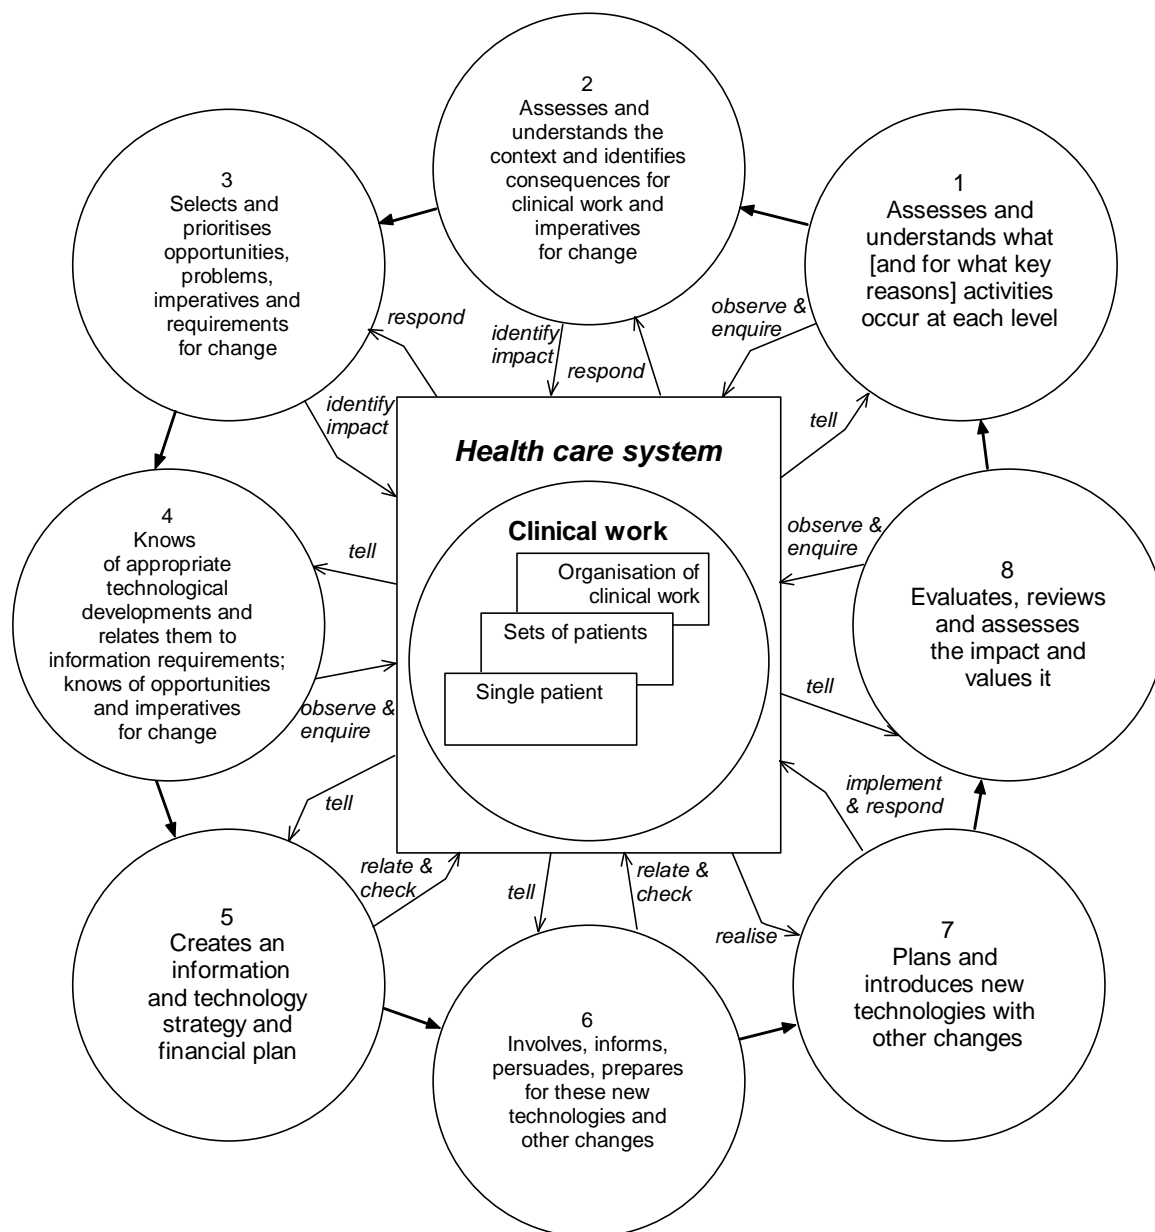 2
Assesses and
understands the
context and identifies
consequences for
clinical work and
imperatives
for change
1
Assesses and
understands what
[and for what key
reasons] activities
occur at each level
3
Selects and
prioritises
opportunities,
problems,
imperatives and
requirements
for change
respond
identify
impact
respond
observe &
enquire
identify
impact
tell
Health care system
Clinical work
Organisation of
clinical work
Sets of patients
Single patient
4
Knows
of appropriate
technological
developments and
relates them to
information requirements;
knows of opportunities
and imperatives
for change
tell
observe &
enquire
observe &
enquire
tell
8
Evaluates, reviews
and assesses
the impact and
values it
tell
implement
& respond
relate &
check
tell
relate &
check
realise
5
Creates an
information
and technology
strategy and
financial plan
6
Involves, informs,
persuades, prepares
for these new
technologies and
other changes
7
Plans and
introduces new
technologies with
other changes